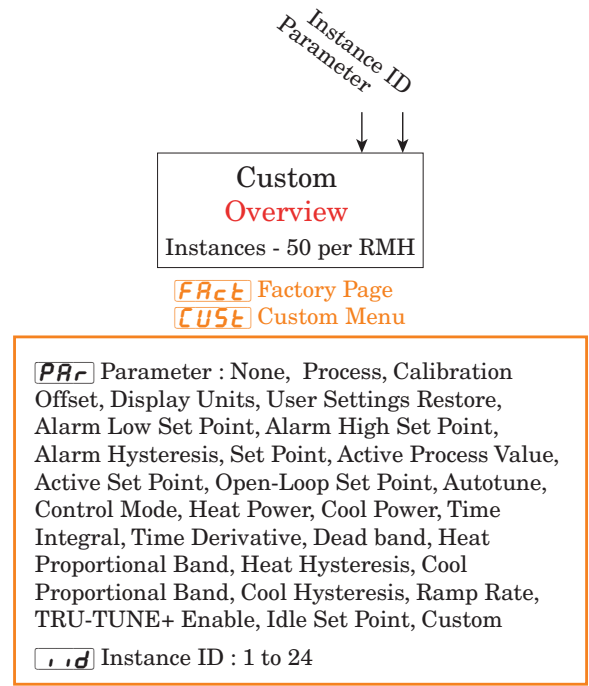 Instance ID
Parameter
Custom
Overview
Instances - 50 per RMH
FAct Factory Page
CUSt Custom Menu
PAr Parameter : None, Process, Calibration
Offset, Display Units, User Settings Restore,
Alarm Low Set Point, Alarm High Set Point,
Alarm Hysteresis, Set Point, Active Process Value,
Active Set Point, Open-Loop Set Point, Autotune,
Control Mode, Heat Power, Cool Power, Time
Integral, Time Derivative, Dead band, Heat
Proportional Band, Heat Hysteresis, Cool
Proportional Band, Cool Hysteresis, Ramp Rate,
TRU-TUNE+ Enable, Idle Set Point, Custom
iid Instance ID : 1 to 24